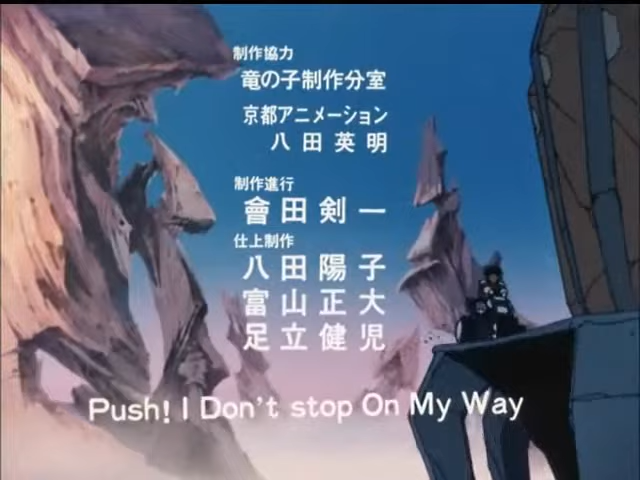 制作協力
竜の子制作分室
京都アニメーション
八田英明
制作進行
會田剣一
仕上制作
八田陽子
富山正大
足立健児
Push! I Don't stop On My Way